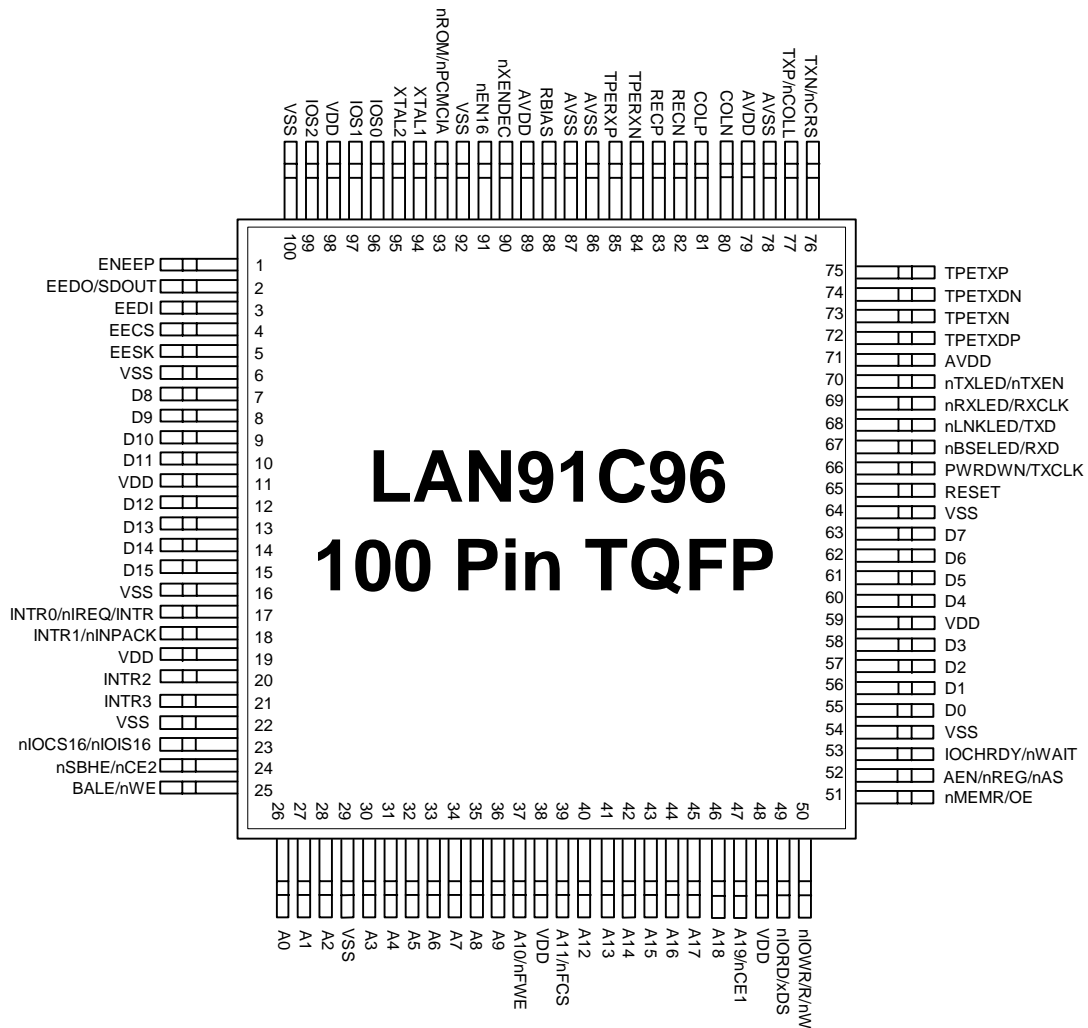 nROM/nPCMCIA
TXP/nCOLL
TXN/nCRS
nXENDEC
TPERXP
TPERXN
XTAL2
XTAL1
nEN16
AVDD
RBIAS
AVSS
AVSS
RECP
RECN
COLP
COLN
AVDD
AVSS
VSS
IOS2
VDD
IOS1
IOS0
VSS
100
99
98
97
96
95
94
93
92
91
90
89
88
87
86
85
84
83
82
81
80
79
78
77
76
ENEEP 1
EEDO/SDOUT 2
EEDI 3
EECS 4
EESK 5
VSS 6
D8 7
D9 8
D10 9
D11 10
VDD 11
D12 12
D13 13
D14 14
D15 15
VSS 16
INTR0/nIREQ/INTR 17
INTR1/nINPACK 18
VDD 19
INTR2 20
INTR3 21
VSS 22
nIOCS16/nIOIS16 23
nSBHE/nCE2 24
BALE/nWE 25
LAN91C96
100 Pin TQFP
75 TPETXP
74 TPETXDN
73 TPETXN
72 TPETXDP
71 AVDD
70 nTXLED/nTXEN
69 nRXLED/RXCLK
68 nLNKLED/TXD
67 nBSELED/RXD
66 PWRDWN/TXCLK
65 RESET
64 VSS
63 D7
62 D6
61 D5
60 D4
59 VDD
58 D3
57 D2
56 D1
55 D0
54 VSS
53 IOCHRDY/nWAIT
52 AEN/nREG/nAS
51 nMEMR/OE
26
27
28
29
30
31
32
33
34
35
36
37
38
39
40
41
42
43
44
45
46
47
48
49
50
A0
A1
A2
VSS
A3
A4
A5
A6
A7
A8
A9
A10/nFWE
VDD
A11/nFCS
A12
A13
A14
A15
A16
A17
A18
A19/nCE1
VDD
nIORD/xDS
nIOWR/R/nW